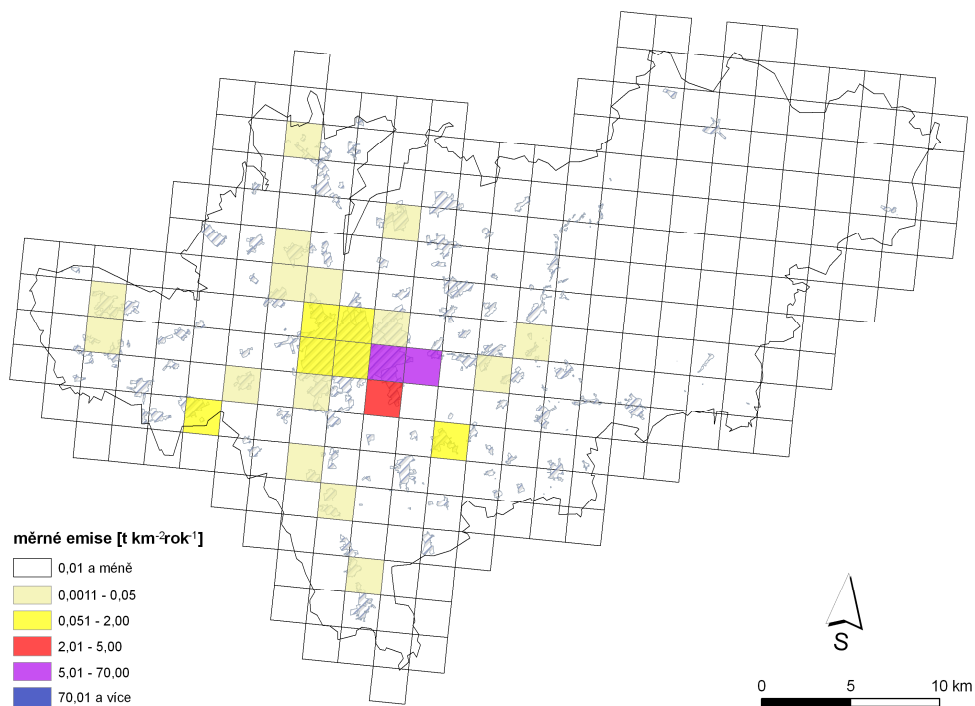 měrné emise [t km⁻²rok⁻¹]
0,01 a méně
0,0011 - 0,05
0,051 - 2,00
2,01 - 5,00
5,01 - 70,00
70,01 a více
S
0 5 10 km